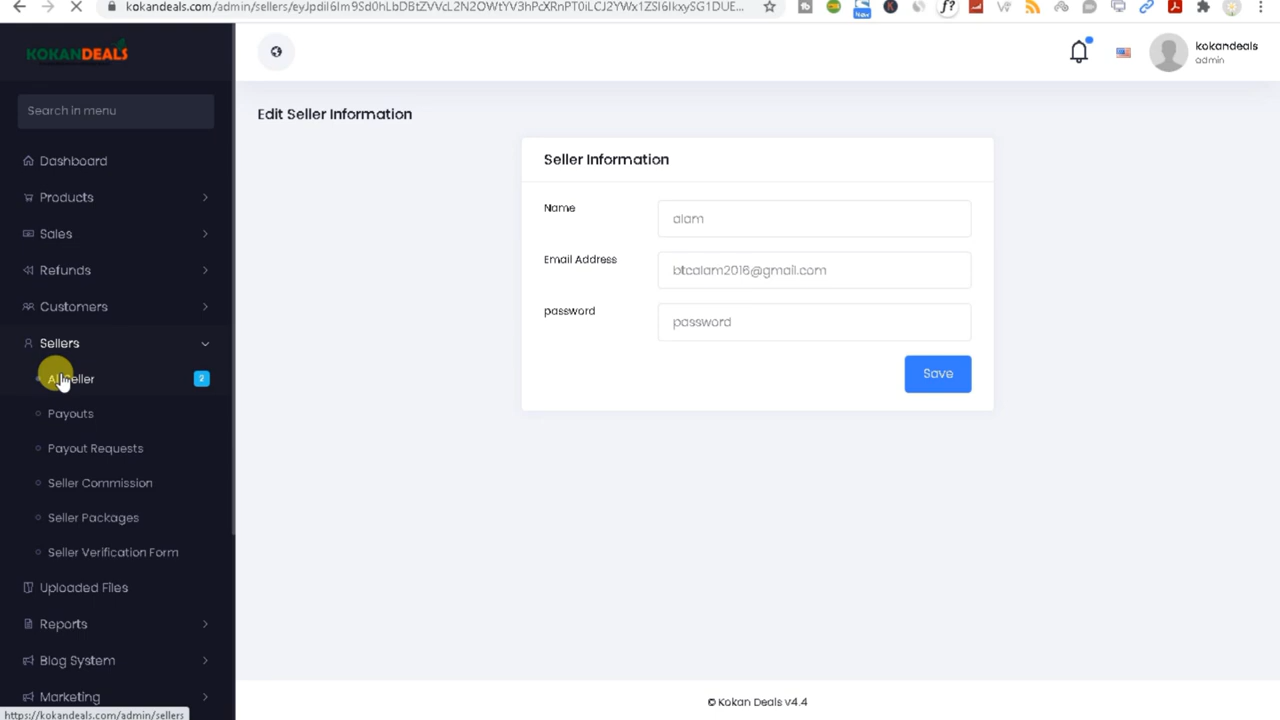 kokandeals.com/admin/sellers/
KOKANDEALS
kokandeals
admin
Search in menu
Edit Seller Information
Seller Information
Dashboard
Products
Name
alam
Sales
Email Address
btcalam2016@gmail.com
Refunds
password
password
Customers
Save
Sellers
All Seller
2
Payouts
Payout Requests
Seller Commission
Seller Packages
Seller Verification Form
Uploaded Files
Reports
Blog System
Marketing
© Kokan Deals v4.4
https://kokandeals.com/admin/sellers